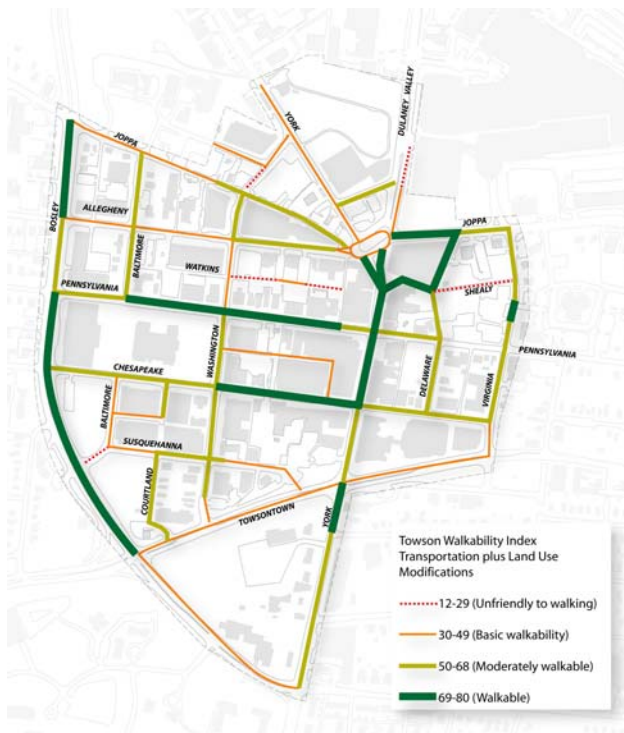 YORK
DULANEY VALLEY
JOPPA
JOPPA
ALLEGHENY
BOSLEY
BALTIMORE
WATKINS
SHEALY
PENNSYLVANIA
WASHINGTON
PENNSYLVANIA
CHESAPEAKE
DELAWARE
VIRGINIA
BALTIMORE
SUSQUEHANNA
COURTLAND
TOWSONTOWN
YORK
Towson Walkability Index
Transportation plus Land Use
Modifications
12-29 (Unfriendly to walking)
30-49 (Basic walkability)
50-68 (Moderately walkable)
69-80 (Walkable)